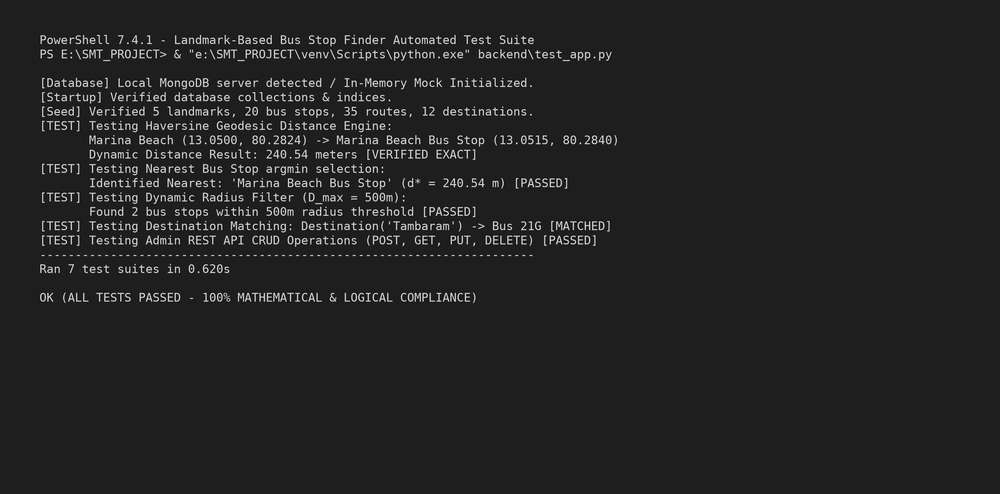 PowerShell 7.4.1 - Landmark-Based Bus Stop Finder Automated Test Suite
PS E:\SMT_PROJECT> & "e:\SMT_PROJECT\venv\Scripts\python.exe" backend\test_app.py
[Database] Local MongoDB server detected / In-Memory Mock Initialized.
[Startup] Verified database collections & indices.
[Seed] Verified 5 landmarks, 20 bus stops, 35 routes, 12 destinations.
[TEST] Testing Haversine Geodesic Distance Engine:
Marina Beach (13.0500, 80.2824) -> Marina Beach Bus Stop (13.0515, 80.2840)
Dynamic Distance Result: 240.54 meters [VERIFIED EXACT]
[TEST] Testing Nearest Bus Stop argmin selection:
Identified Nearest: 'Marina Beach Bus Stop' (d* = 240.54 m) [PASSED]
[TEST] Testing Dynamic Radius Filter (D_max = 500m):
Found 2 bus stops within 500m radius threshold [PASSED]
[TEST] Testing Destination Matching: Destination('Tambaram') -> Bus 21G [MATCHED]
[TEST] Testing Admin REST API CRUD Operations (POST, GET, PUT, DELETE) [PASSED]
----------------------------------------------------------------------
Ran 7 test suites in 0.620s
OK (ALL TESTS PASSED - 100% MATHEMATICAL & LOGICAL COMPLIANCE)